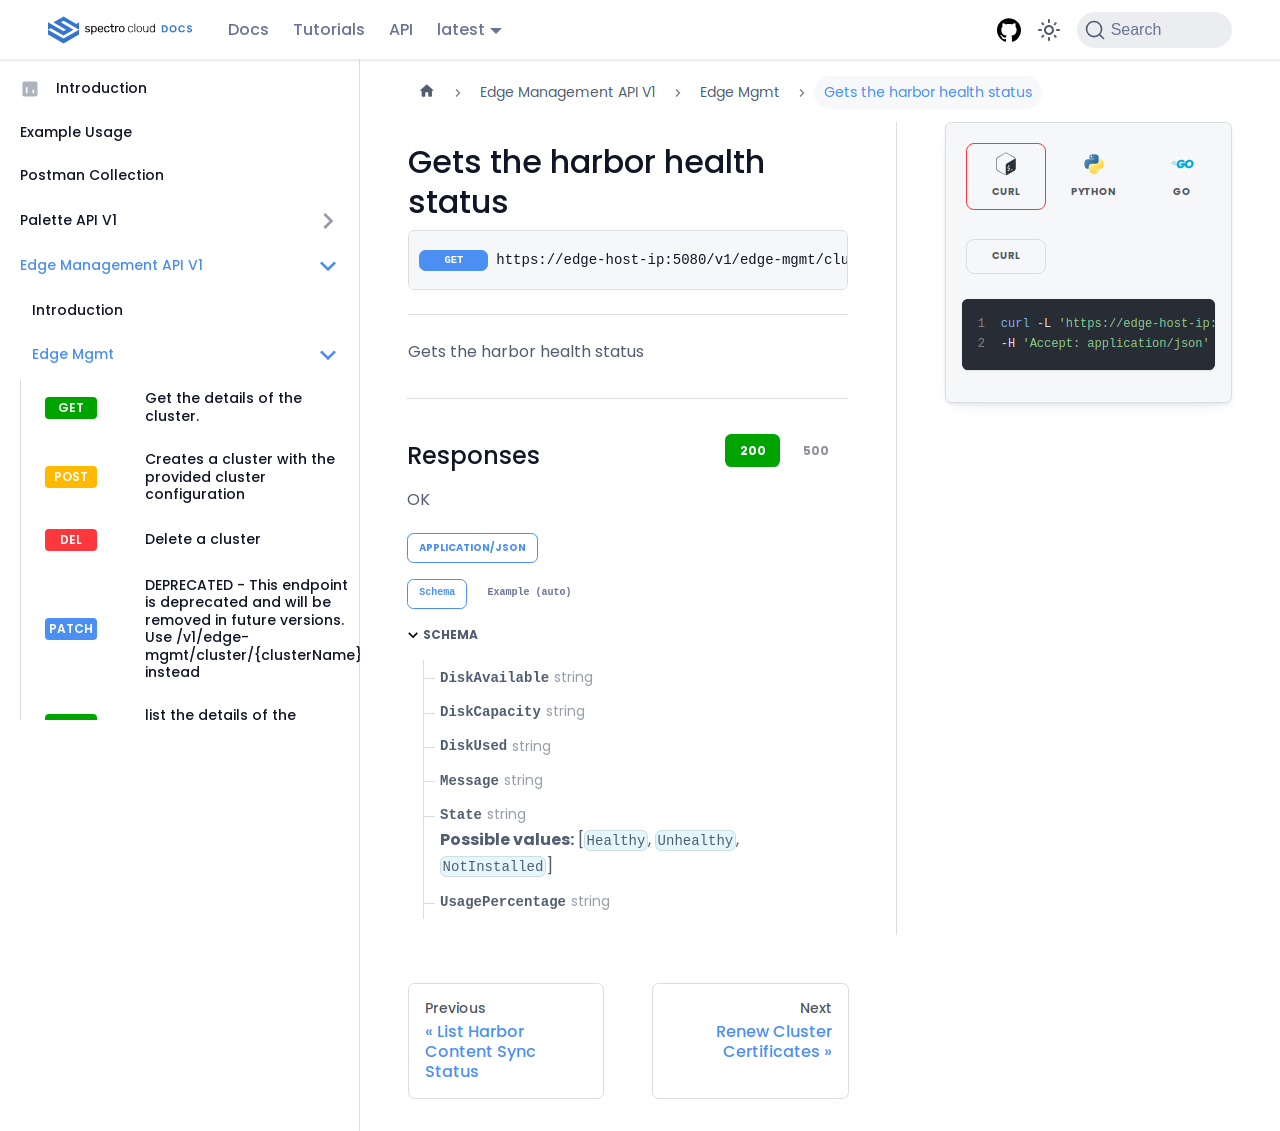 spectro cloud DOCS
Docs
Tutorials
API
latest
Search
Introduction
Example Usage
Postman Collection
Palette API V1
Edge Management API V1
Introduction
Edge Mgmt
GET
Get the details of the
cluster.
POST
Creates a cluster with the
provided cluster
configuration
DEL
Delete a cluster
PATCH
DEPRECATED - This endpoint
is deprecated and will be
removed in future versions.
Use /v1/edge-
mgmt/cluster/{clusterName}
instead
list the details of the
Edge Management API V1
Edge Mgmt
Gets the harbor health status
Gets the harbor health
status
GET https://edge-host-ip:5080/v1/edge-mgmt/clu
Gets the harbor health status
Responses
200
500
OK
APPLICATION/JSON
Schema
Example (auto)
SCHEMA
DiskAvailable string
DiskCapacity string
DiskUsed string
Message string
State string
Possible values: [Healthy, Unhealthy,
NotInstalled]
UsagePercentage string
Previous
« List Harbor
Content Sync
Status
Next
Renew Cluster
Certificates »
CURL
PYTHON
GO
CURL
1 curl -L 'https://edge-host-ip:
2 -H 'Accept: application/json'